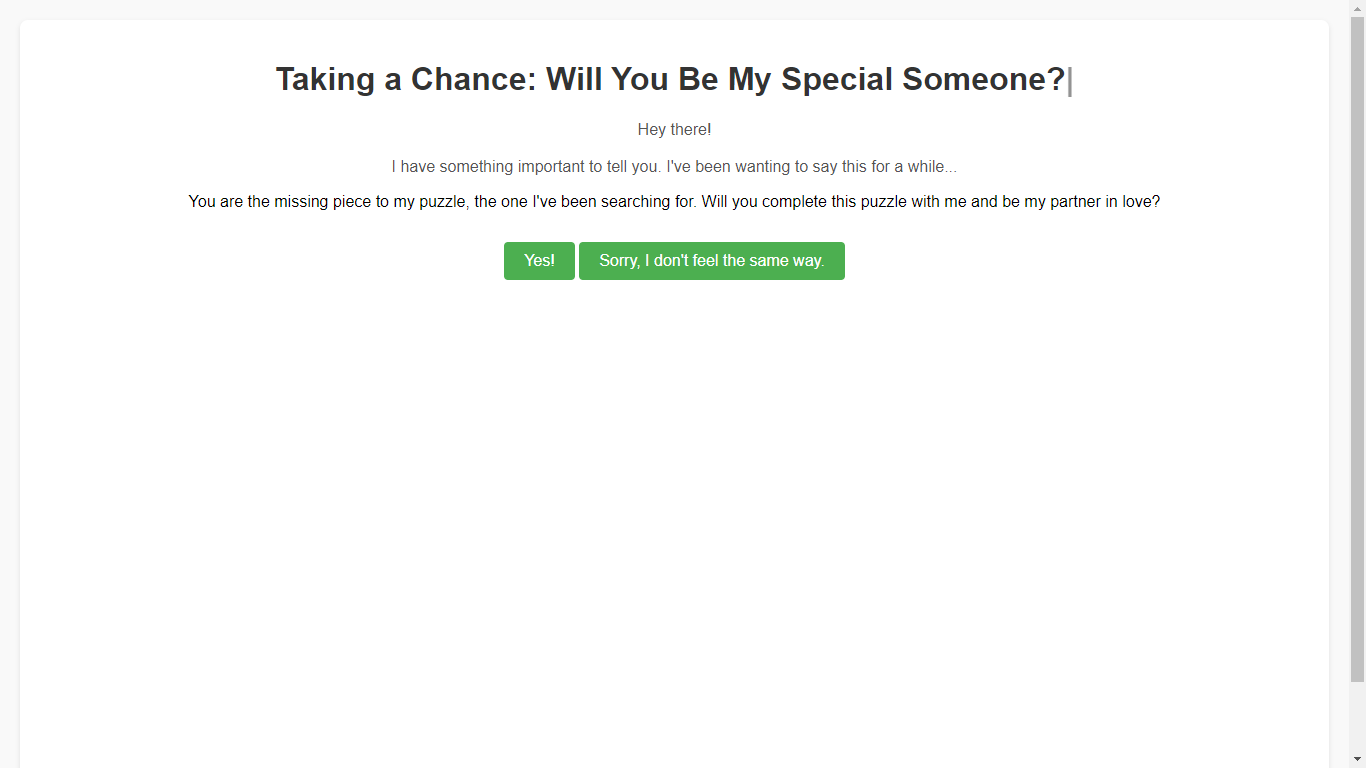 Taking a Chance: Will You Be My Special Someone?|
Hey there!
I have something important to tell you. I've been wanting to say this for a while...
You are the missing piece to my puzzle, the one I've been searching for. Will you complete this puzzle with me and be my partner in love?
Yes!
Sorry, I don't feel the same way.